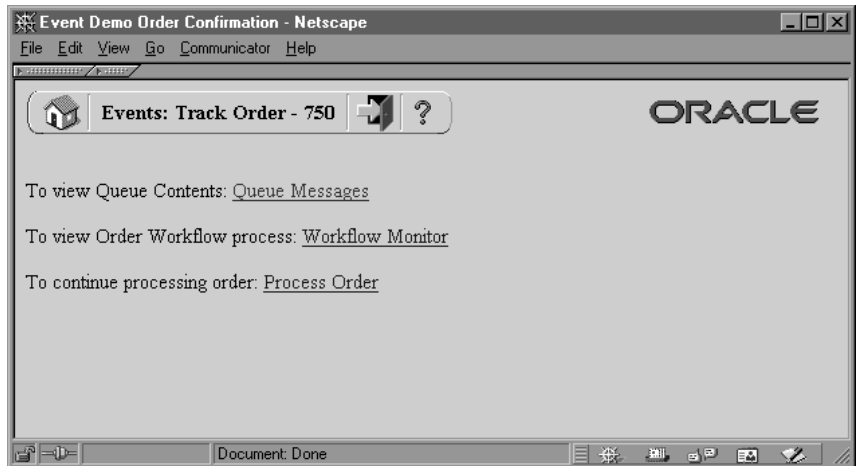 Event Demo Order Confirmation - Netscape
File Edit View Go Communicator Help
Events: Track Order - 750 ?
ORACLE
To view Queue Contents: Queue Messages
To view Order Workflow process: Workflow Monitor
To continue processing order: Process Order
Document: Done